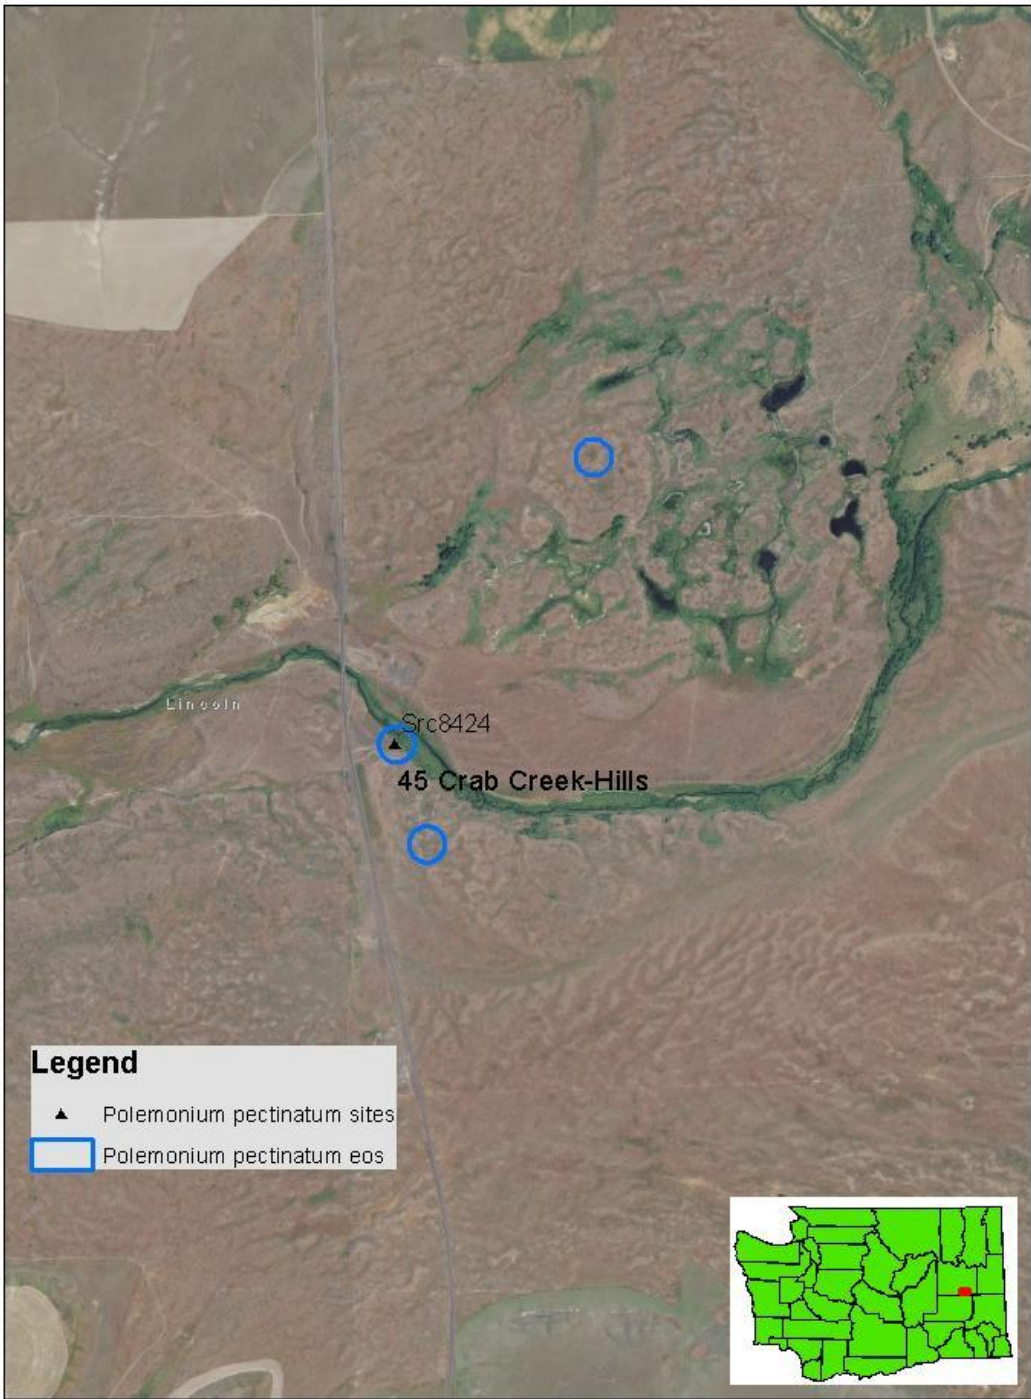 Lincoln
Src8424
45 Crab Creek-Hills
Legend
Polemonium pectinatum sites
Polemonium pectinatum eos